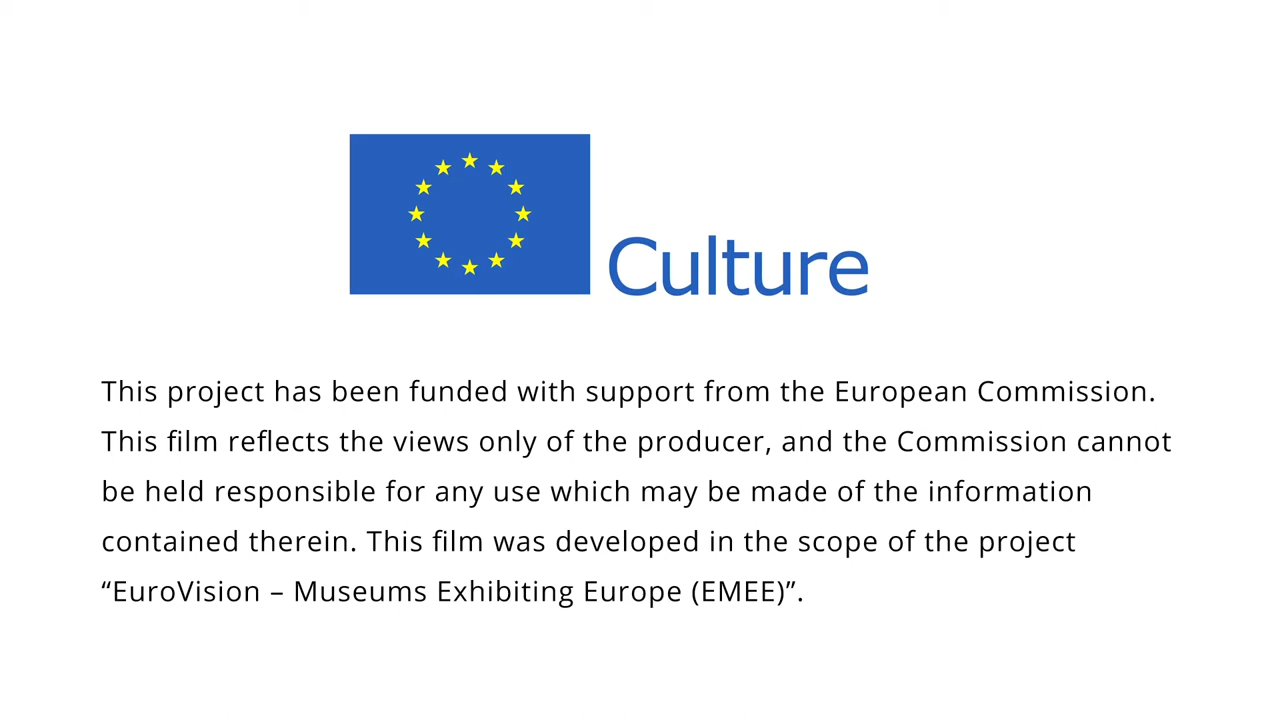 Culture
This project has been funded with support from the European Commission.
This film reflects the views only of the producer, and the Commission cannot
be held responsible for any use which may be made of the information
contained therein. This film was developed in the scope of the project
“EuroVision – Museums Exhibiting Europe (EMEE)”.